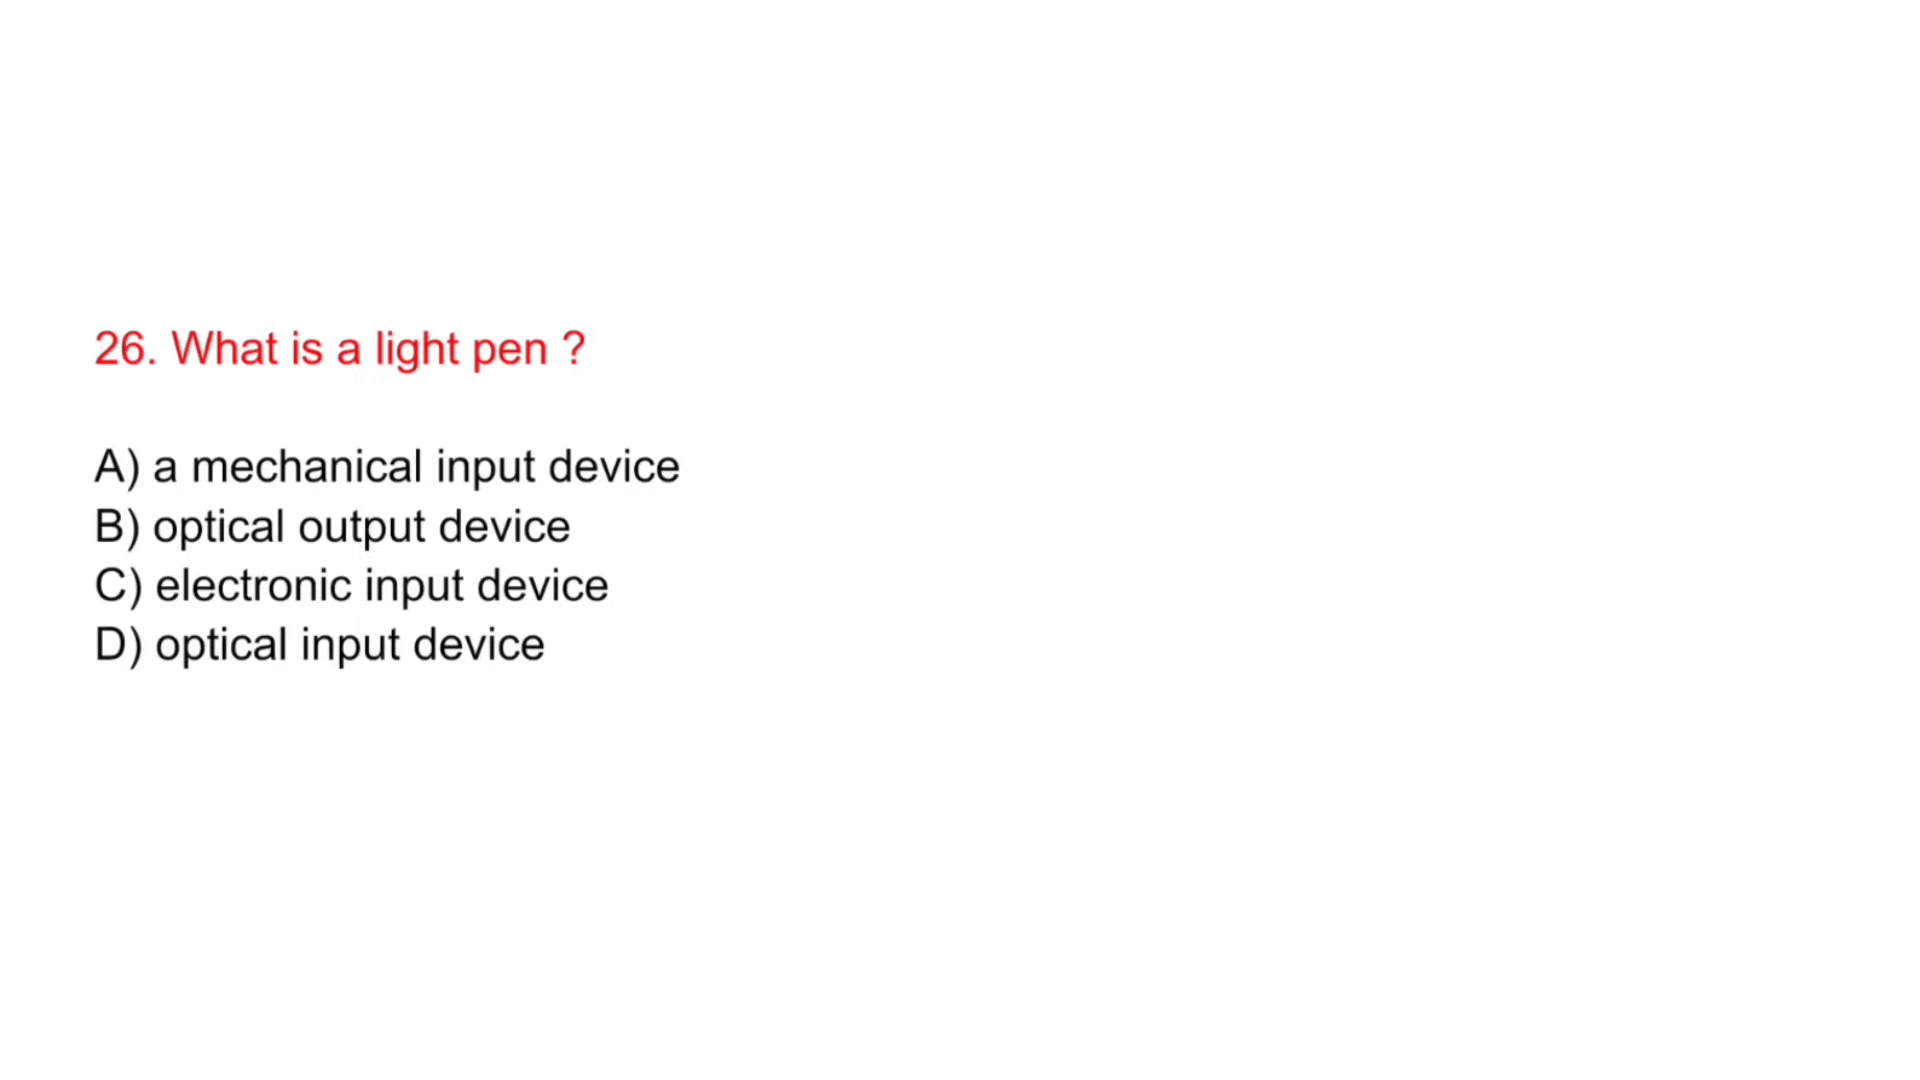 26. What is a light pen ?
A) a mechanical input device
B) optical output device
C) electronic input device
D) optical input device